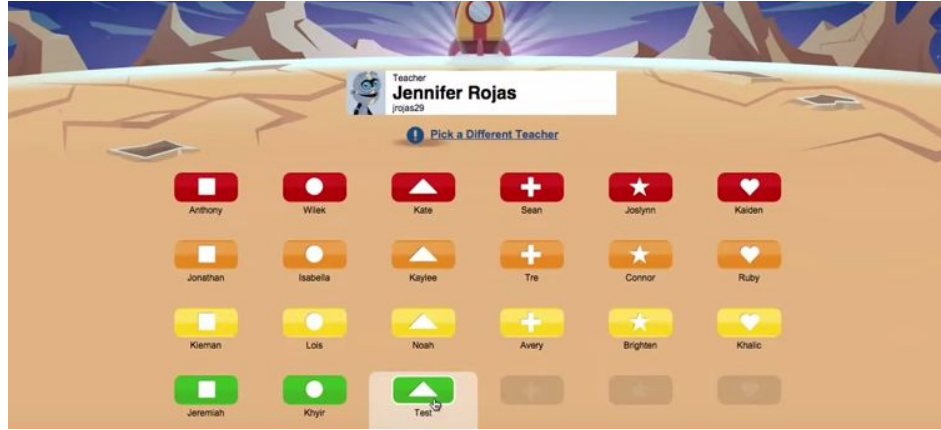 Teacher
Jennifer Rojas
jrojas29
Pick a Different Teacher
Anthony Wilek Kate Sean Joslynn Kaiden
Jonathan Isabella Kaylee Tre Connor Ruby
Kiernan Lois Noah Avery Brighten Khalic
Jeremiah Khyir Test